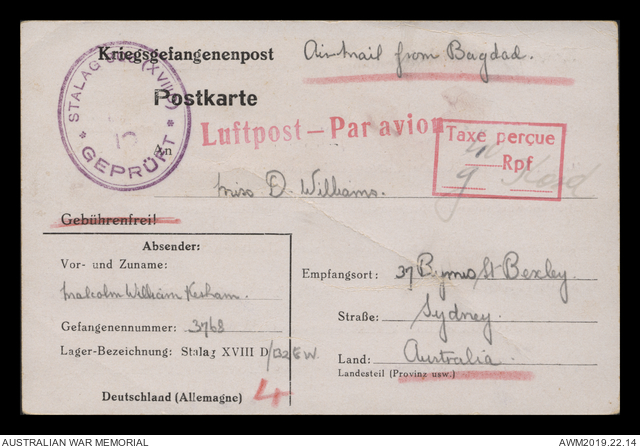 Kriegsgefangenenpost
Airmail from Bagdad.
STALAG XVIII
GEPRÜFT
Postkarte
Luftpost - Par avion
Taxe perçue
Rpf
An
Miss D. Williams.
Gebührenfrei!
Absender:
Vor- und Zuname:
Malcolm William Kesham.
Gefangenennummer: 3768
Lager-Bezeichnung: Stalag XVIII D/
Deutschland (Allemagne)
4
Empfangsort: 37 Byrnes St Bexley.
Straße: Sydney.
Land: Australia.
Landesteil (Provinz usw.)
AUSTRALIAN WAR MEMORIAL
AWM2019.22.14